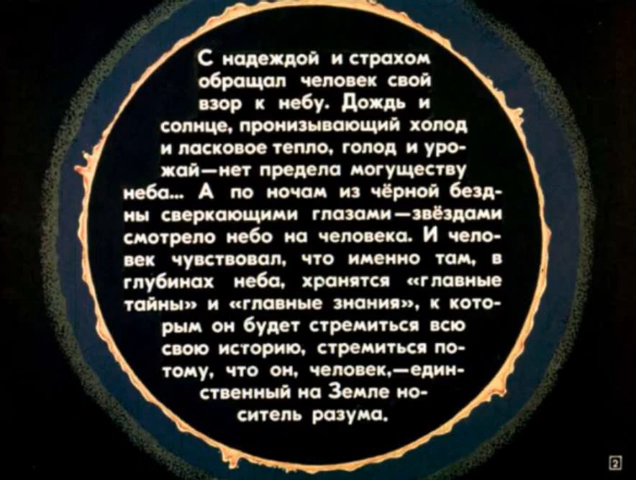 С надеждой и страхом
обращал человек свой
взор к небу. Дождь и
солнце, пронизывающий холод
и ласковое тепло, голод и уро-
жай—нет предела могуществу
неба... А по ночам из чёрной безд-
ны сверкающими глазами—звёздами
смотрело небо на человека. И чело-
век чувствовал, что именно там, в
глубинах неба, хранятся «главные
тайны» и «главные знания», к кото-
рым он будет стремиться всю
свою историю, стремиться по-
тому, что он, человек,—един-
ственный на Земле но-
ситель разума.
2